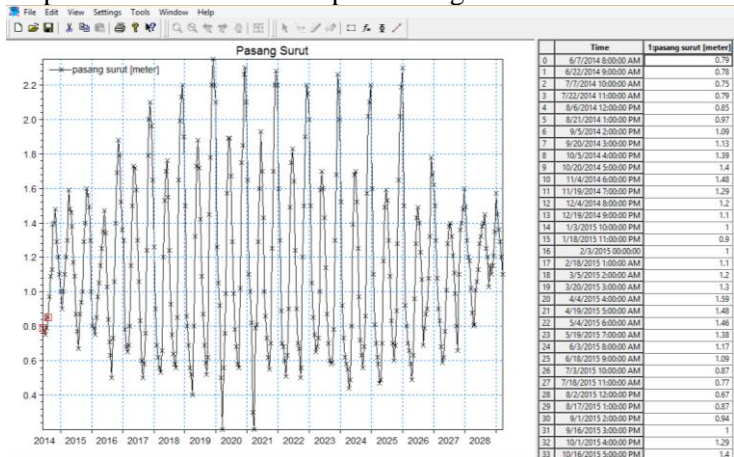 File Edit View Settings Tools Window Help
Pasang Surut
pasang surut [meter]
2.2
2.0
1.8
1.6
1.4
1.2
1.0
0.8
0.6
0.4
2014 2015 2016 2017 2018 2019 2020 2021 2022 2023 2024 2025 2026 2027 2028
Time 1:pasang surut [meter]
0 6/7/2014 8:00:00 AM 0.79
1 6/22/2014 9:00:00 AM 0.78
2 7/7/2014 10:00:00 AM 0.75
3 7/22/2014 11:00:00 AM 0.79
4 8/6/2014 12:00:00 PM 0.85
5 8/21/2014 1:00:00 PM 0.97
6 9/5/2014 2:00:00 PM 1.09
7 9/20/2014 3:00:00 PM 1.13
8 10/5/2014 4:00:00 PM 1.39
9 10/20/2014 5:00:00 PM 1.4
10 11/4/2014 6:00:00 PM 1.48
11 11/19/2014 7:00:00 PM 1.29
12 12/4/2014 8:00:00 PM 1.2
13 12/19/2014 9:00:00 PM 1.1
14 1/3/2015 10:00:00 PM 1
15 1/18/2015 11:00:00 PM 0.9
16 2/3/2015 00:00:00 1
17 2/18/2015 1:00:00 AM 1.1
18 3/5/2015 2:00:00 AM 1.2
19 3/20/2015 3:00:00 AM 1.3
20 4/4/2015 4:00:00 AM 1.59
21 4/19/2015 5:00:00 AM 1.48
22 5/4/2015 6:00:00 AM 1.46
23 5/19/2015 7:00:00 AM 1.38
24 6/3/2015 8:00:00 AM 1.17
25 6/18/2015 9:00:00 AM 1.09
26 7/3/2015 10:00:00 AM 0.87
27 7/18/2015 11:00:00 AM 0.77
28 8/2/2015 12:00:00 PM 0.67
29 8/17/2015 1:00:00 PM 0.87
30 9/1/2015 2:00:00 PM 0.94
31 9/16/2015 3:00:00 PM 1
32 10/1/2015 4:00:00 PM 1.29
33 10/16/2015 5:00:00 PM 1.4